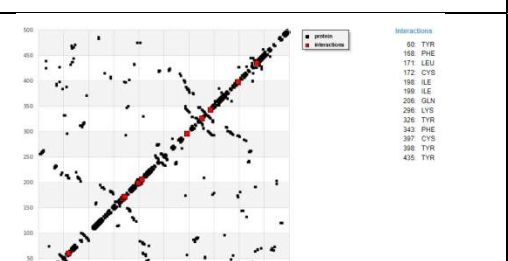 500
450
400
350
300
250
200
150
100
50
protein
interactions
Interactions
60: TYR
168: PHE
171: LEU
172: CYS
198: ILE
199: ILE
206: GLN
296: LYS
326: TYR
343: PHE
397: CYS
398: TYR
435: TYR